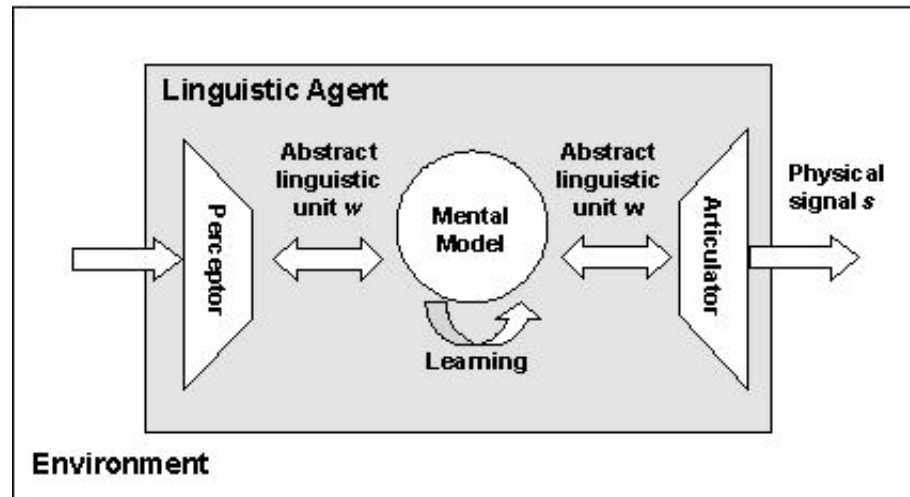 Linguistic Agent
Abstract
linguistic
unit w
Abstract
linguistic
unit w
Physical
signal s
Perceptor
Mental
Model
Articulator
Learning
Environment